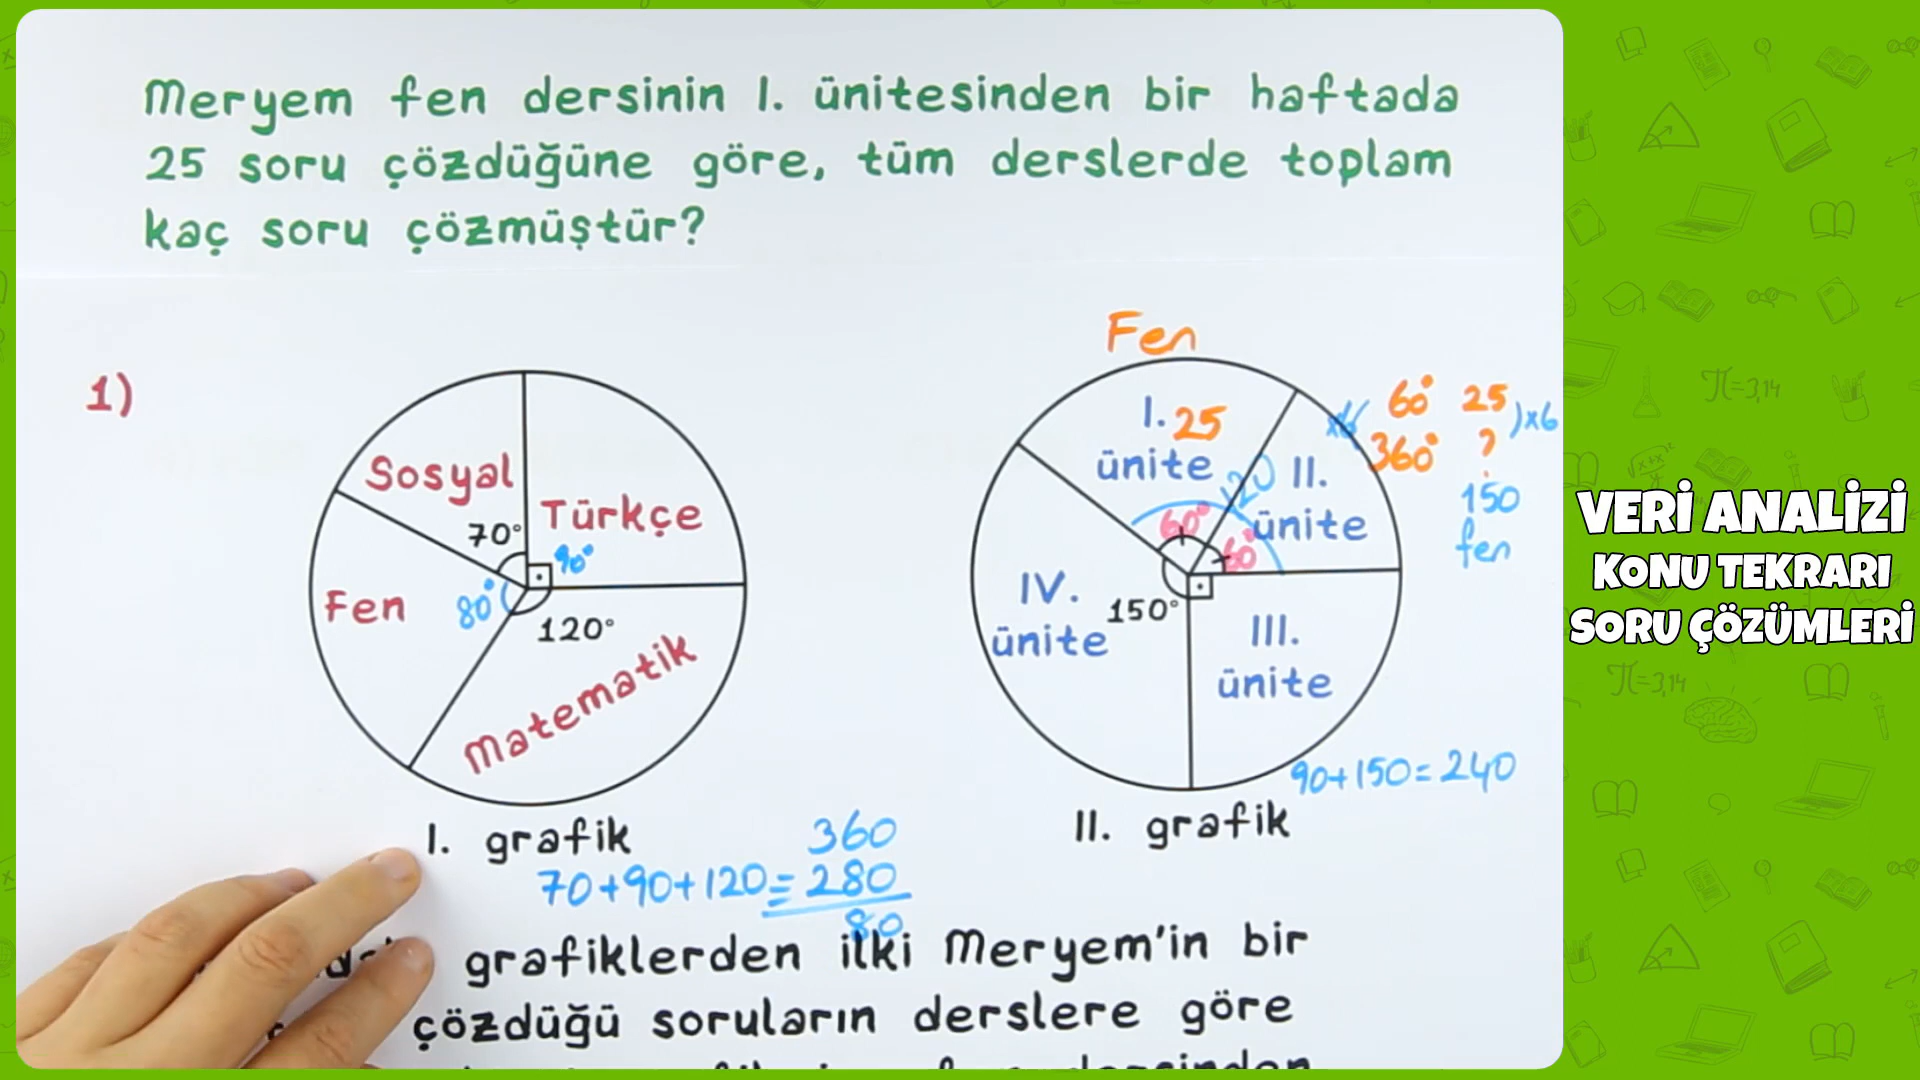 Meryem fen dersinin I. ünitesinden bir haftada
25 soru çözdüğüne göre, tüm derslerde toplam
kaç soru çözmüştür?
1)
Sosyal
70°
Türkçe
90°
Fen
80°
120°
Matematik
I. grafik
70+90+120=280
360
80
Fen
I. 25
ünite
60°
120
II.
ünite
60°
IV.
ünite
150°
III.
ünite
x6
60° 25
360° ?
)x6
150
fen
90+150=240
II. grafik
grafiklerden ilki Meryem'in bir
çözdüğü soruların derslere göre
VERİ ANALİZİ
KONU TEKRARI
SORU ÇÖZÜMLERİ